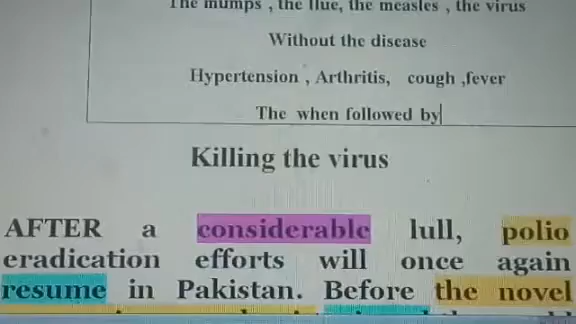 The mumps , the flue, the measles , the virus
Without the disease
Hypertension , Arthritis, cough ,fever
The when followed by
Killing the virus
AFTER a considerable lull, polio
eradication efforts will once again
resume in Pakistan. Before the novel